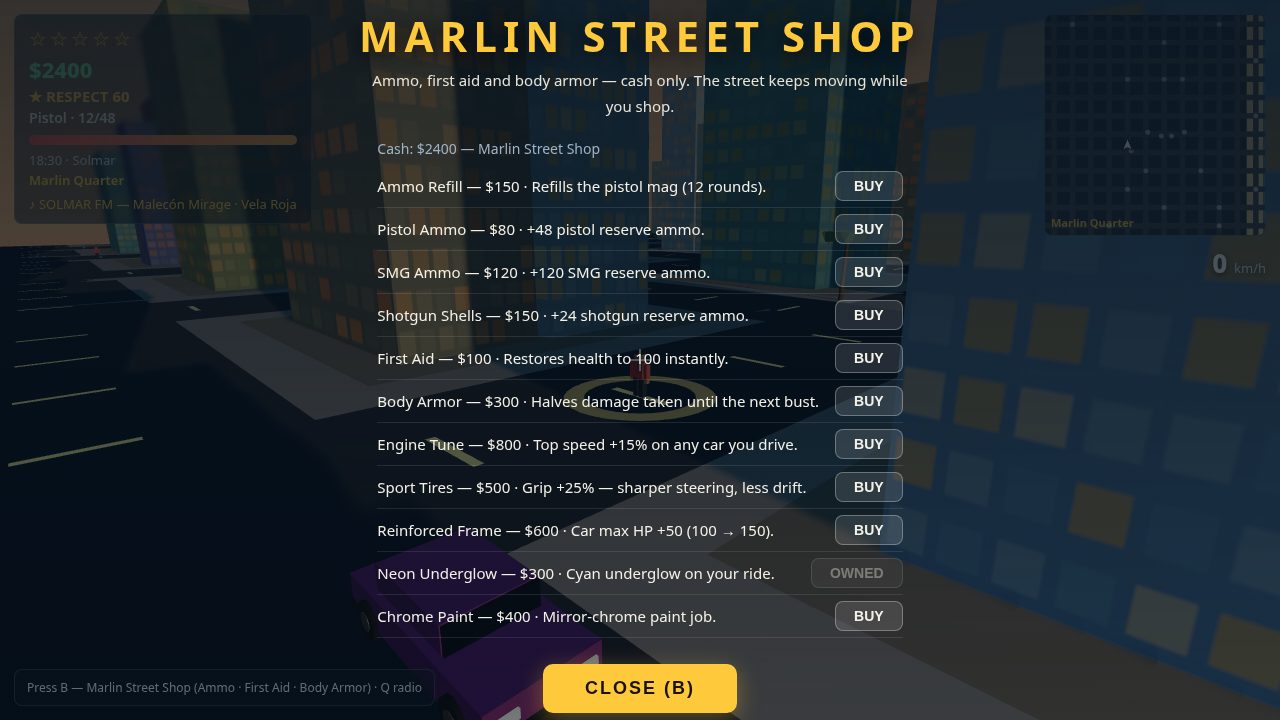 MARLIN STREET SHOP
Ammo, first aid and body armor — cash only. The street keeps moving while
you shop.
☆ ☆ ☆ ☆ ☆
$2400
★ RESPECT 60
Pistol · 12/48
18:30 · Solmar
Marlin Quarter
♪ SOLMAR FM — Malecón Mirage · Vela Roja
Marlin Quarter
0 km/h
Cash: $2400 — Marlin Street Shop
Ammo Refill — $150 · Refills the pistol mag (12 rounds). BUY
Pistol Ammo — $80 · +48 pistol reserve ammo. BUY
SMG Ammo — $120 · +120 SMG reserve ammo. BUY
Shotgun Shells — $150 · +24 shotgun reserve ammo. BUY
First Aid — $100 · Restores health to 100 instantly. BUY
Body Armor — $300 · Halves damage taken until the next bust. BUY
Engine Tune — $800 · Top speed +15% on any car you drive. BUY
Sport Tires — $500 · Grip +25% — sharper steering, less drift. BUY
Reinforced Frame — $600 · Car max HP +50 (100 → 150). BUY
Neon Underglow — $300 · Cyan underglow on your ride. OWNED
Chrome Paint — $400 · Mirror-chrome paint job. BUY
Press B — Marlin Street Shop (Ammo · First Aid · Body Armor) · Q radio
CLOSE (B)